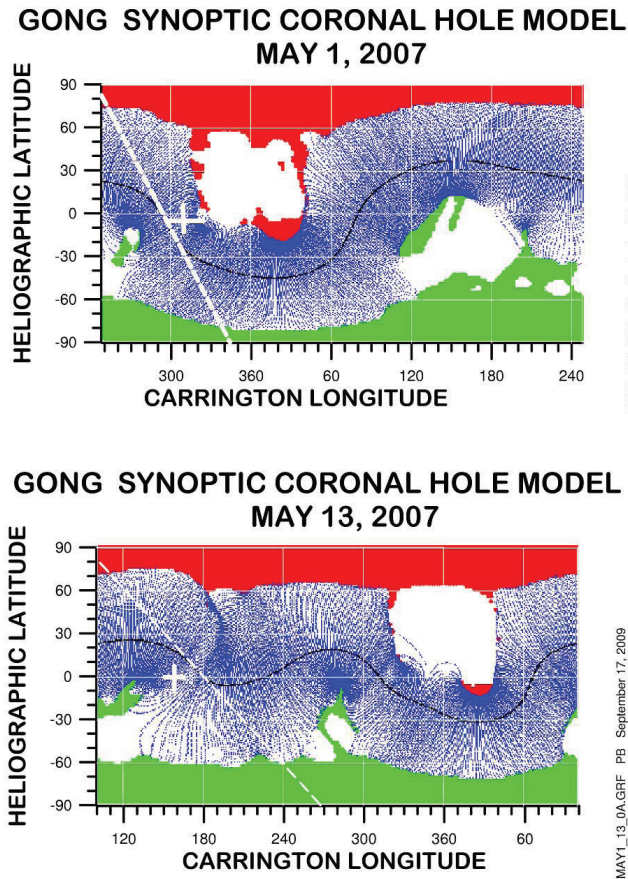 GONG SYNOPTIC CORONAL HOLE MODEL
MAY 1, 2007
HELIOGRAPHIC LATITUDE
90
60
30
0
-30
-60
-90
300 360 60 120 180 240
CARRINGTON LONGITUDE
GONG SYNOPTIC CORONAL HOLE MODEL
MAY 13, 2007
HELIOGRAPHIC LATITUDE
90
60
30
0
-30
-60
-90
120 180 240 300 360 60
CARRINGTON LONGITUDE
MAY1_13_0A.GRF PB September 17, 2009